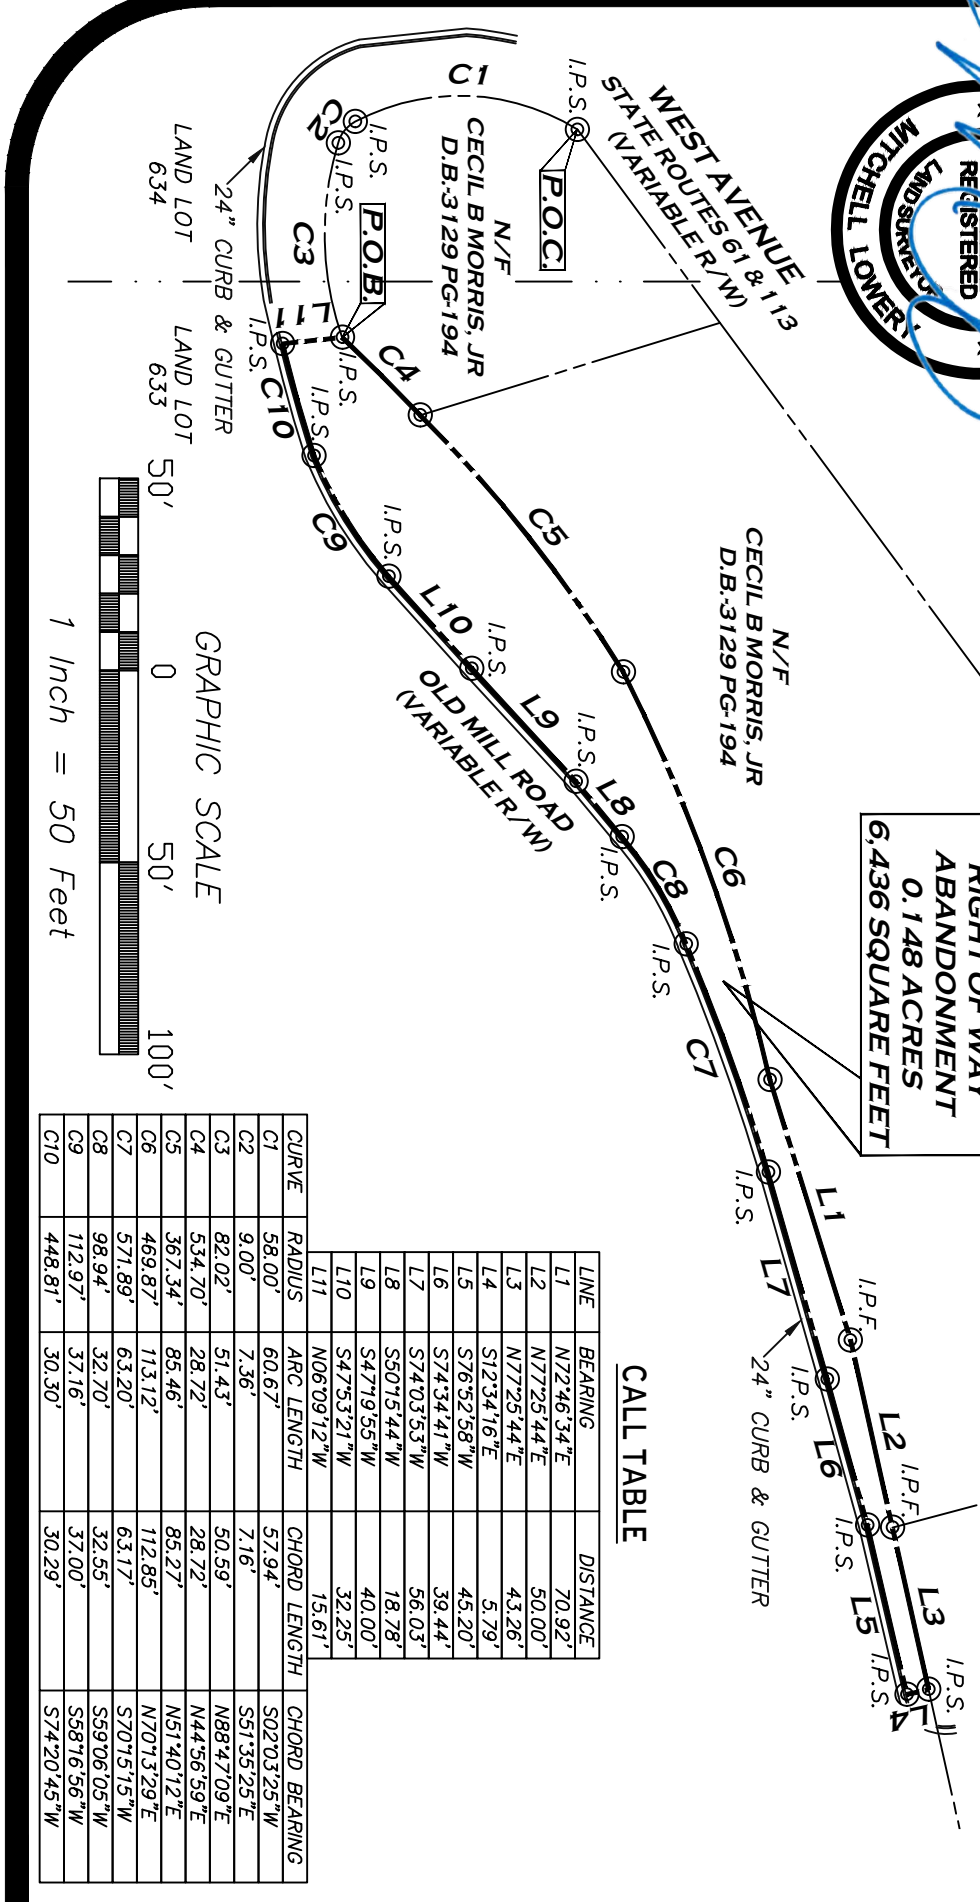 REGISTERED
LAND SURVEYOR
MITCHELL LOWERY
WEST AVENUE
STATE ROUTES 61 & 113
(VARIABLE R/W)
I.P.S.
P.O.C.
C1
N/F
CECIL B MORRIS, JR
D.B.-3129 PG-194
I.P.S.
C2
I.P.S.
C3
P.O.B.
I.P.S.
L11
I.P.S.
24" CURB & GUTTER
LAND LOT
634
LAND LOT
633
C4
C5
C6
N/F
CECIL B MORRIS, JR
D.B.-3129 PG-194
RIGHT OF WAY
ABANDONMENT
0.148 ACRES
6,436 SQUARE FEET
L1
I.P.F.
L2
I.P.F.
L3
I.P.S.
L4
I.P.S.
L5
I.P.S.
L6
I.P.S.
L7
I.P.S.
C7
I.P.S.
C8
I.P.S.
L8
I.P.S.
L9
I.P.S.
L10
I.P.S.
C9
I.P.S.
C10
OLD MILL ROAD
(VARIABLE R/W)
24" CURB & GUTTER
GRAPHIC SCALE
50' 0 50' 100'
1 Inch = 50 Feet
CALL TABLE
LINE BEARING DISTANCE
L1 N72°46'34"E 70.92'
L2 N77°25'44"E 50.00'
L3 N77°25'44"E 43.26'
L4 S12°34'16"E 5.79'
L5 S76°52'58"W 45.20'
L6 S74°34'41"W 39.44'
L7 S74°03'53"W 56.03'
L8 S50°15'44"W 18.78'
L9 S47°19'55"W 40.00'
L10 S47°53'21"W 32.25'
L11 N06°09'12"W 15.61'
CURVE RADIUS ARC LENGTH CHORD LENGTH CHORD BEARING
C1 58.00' 60.67' 57.94' S02°03'25"W
C2 9.00' 7.36' 7.16' S51°35'25"E
C3 82.02' 51.43' 50.59' N88°47'09"E
C4 534.70' 28.72' 28.72' N44°56'59"E
C5 367.34' 85.46' 85.27' N51°40'12"E
C6 469.87' 113.12' 112.85' N70°13'29"E
C7 571.89' 63.20' 63.17' S70°15'15"W
C8 98.94' 32.70' 32.55' S59°06'05"W
C9 112.97' 37.16' 37.00' S58°16'56"W
C10 448.81' 30.30' 30.29' S74°20'45"W